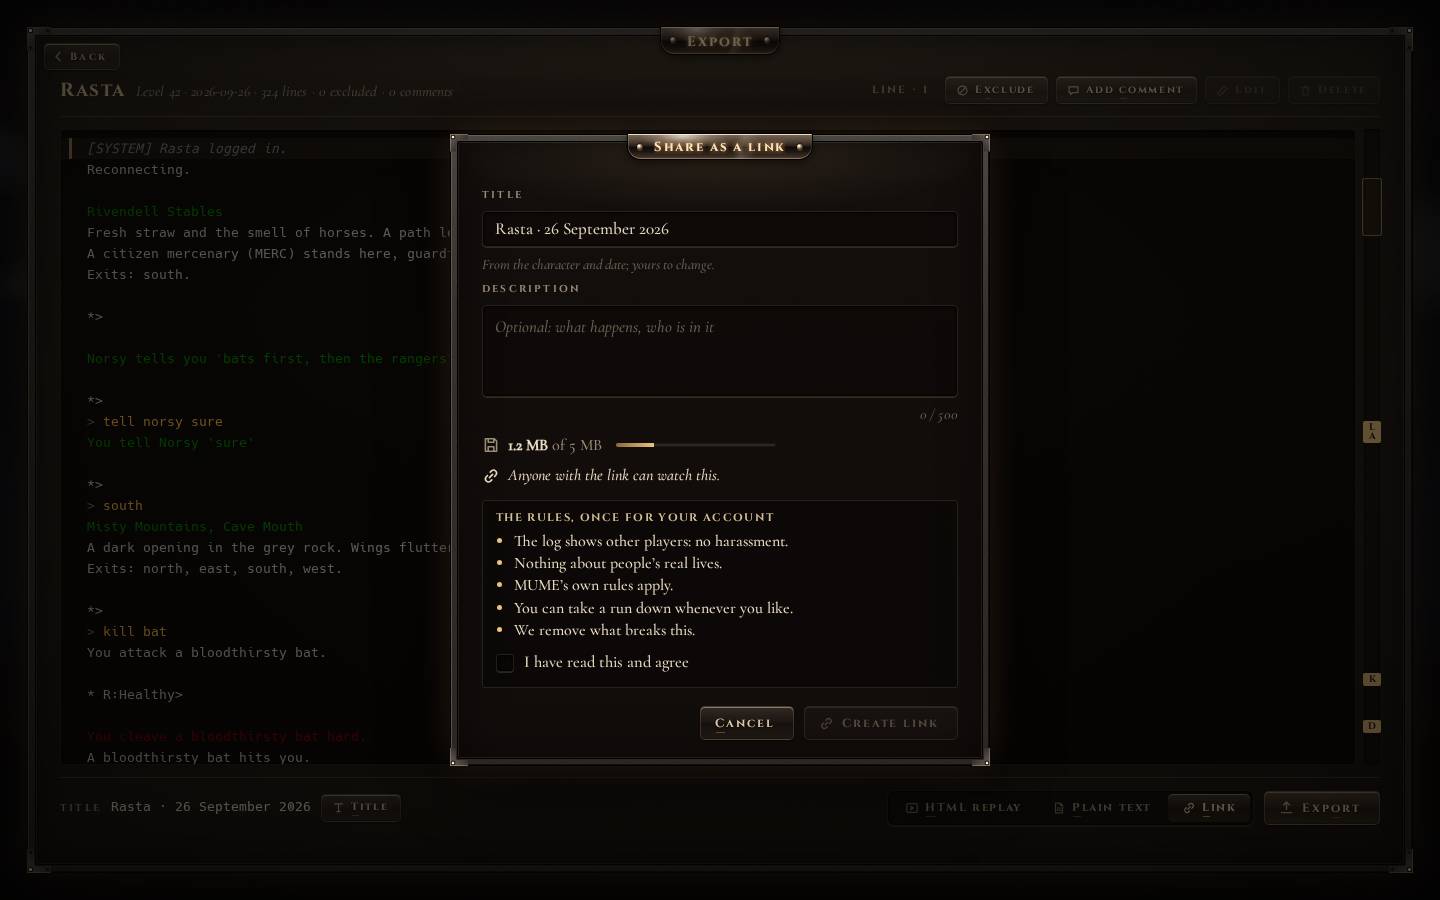 EXPORT
BACK
RASTA Level 42 · 2026-09-26 · 324 lines · 0 excluded · 0 comments
LINE · 1 EXCLUDE ADD COMMENT EDIT DELETE
[SYSTEM] Rasta logged in.
Reconnecting.
Rivendell Stables
Fresh straw and the smell of horses. A path
A citizen mercenary (MERC) stands here,
Exits: south.
*>
Norsy tells you 'bats first, then the rangers
*>
> tell norsy sure
You tell Norsy 'sure'
*>
> south
Misty Mountains, Cave Mouth
A dark opening in the grey rock. Wings
Exits: north, east, south, west.
*>
> kill bat
You attack a bloodthirsty bat.
* R:Healthy>
You cleave a bloodthirsty bat hard.
A bloodthirsty bat hits you.
L
A
K
D
SHARE AS A LINK
TITLE
Rasta · 26 September 2026
From the character and date; yours to change.
DESCRIPTION
Optional: what happens, who is in it
0 / 500
1.2 MB of 5 MB
Anyone with the link can watch this.
THE RULES, ONCE FOR YOUR ACCOUNT
• The log shows other players: no harassment.
• Nothing about people's real lives.
• MUME's own rules apply.
• You can take a run down whenever you like.
• We remove what breaks this.
I have read this and agree
CANCEL CREATE LINK
TITLE Rasta · 26 September 2026 TITLE
HTML REPLAY PLAIN TEXT LINK EXPORT